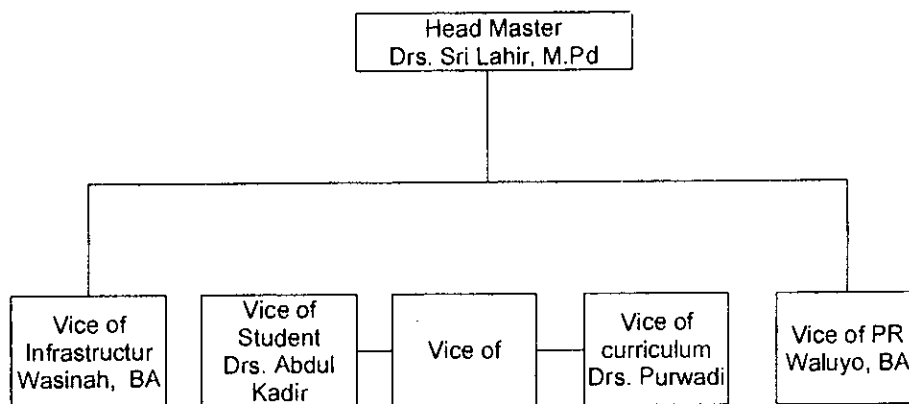 Head Master
Drs. Sri Lahir, M.Pd
Vice of
Infrastructur
Wasinah, BA
Vice of
Student
Drs. Abdul
Kadir
Vice of
Vice of
curriculum
Drs. Purwadi
Vice of PR
Waluyo, BA